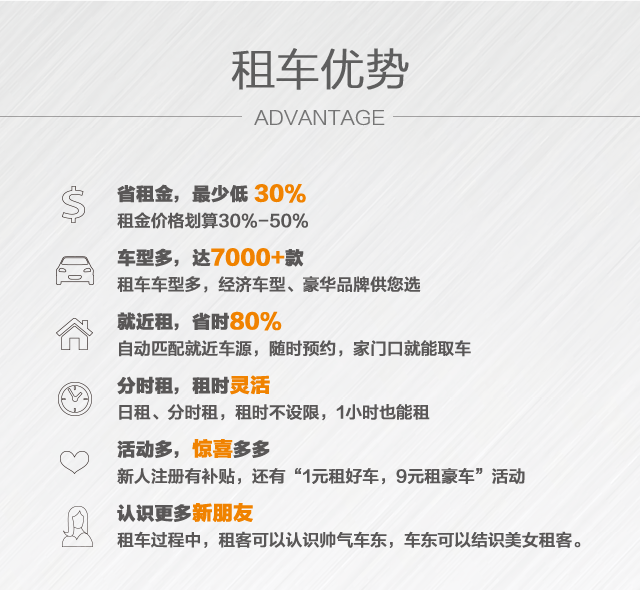 租车优势
ADVANTAGE
省租金，最少低 30%
租金价格划算30%-50%
车型多，达7000+款
租车车型多，经济车型、豪华品牌供您选
就近租，省时80%
自动匹配就近车源，随时预约，家门口就能取车
分时租，租时灵活
日租、分时租，租时不设限，1小时也能租
活动多，惊喜多多
新人注册有补贴，还有“1元租好车，9元租豪车”活动
认识更多新朋友
租车过程中，租客可以认识帅气车东，车东可以结识美女租客。